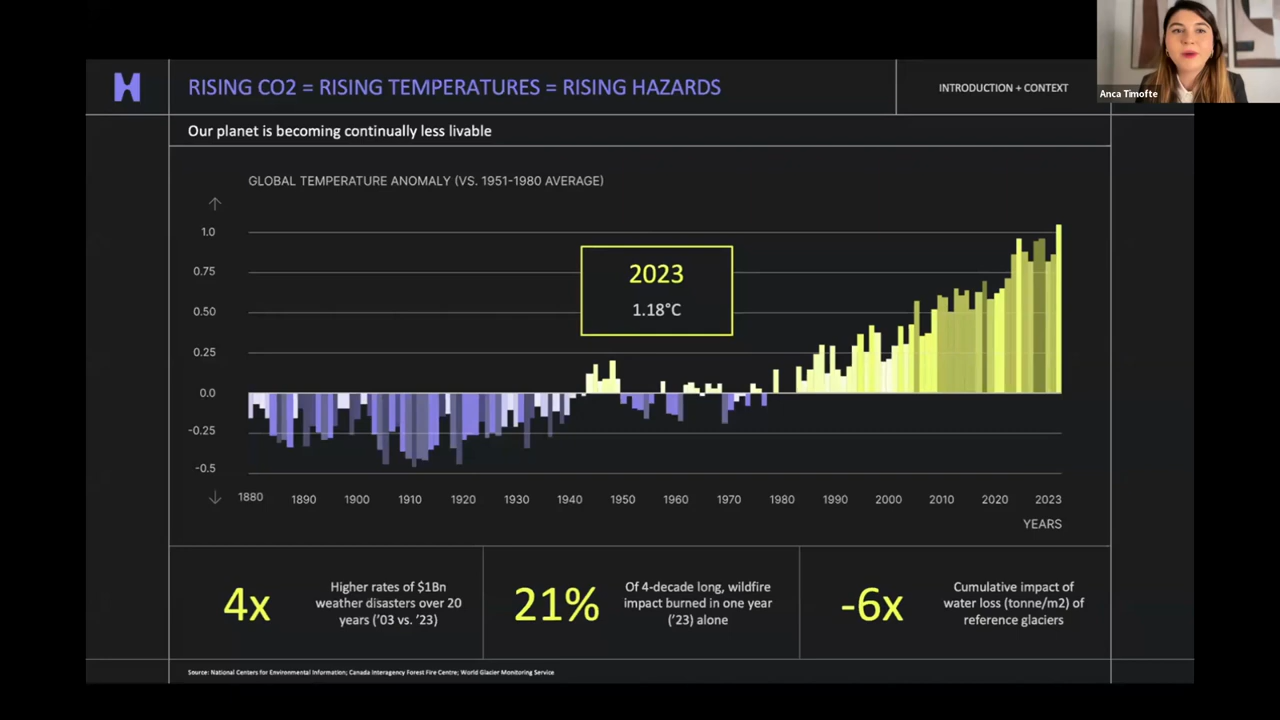 RISING CO2 = RISING TEMPERATURES = RISING HAZARDS
INTRODUCTION + CONTEXT
Anca Timofte
Our planet is becoming continually less livable
GLOBAL TEMPERATURE ANOMALY (VS. 1951-1980 AVERAGE)
1.0
0.75
0.50
0.25
0.0
-0.25
-0.5
2023
1.18°C
1880 1890 1900 1910 1920 1930 1940 1950 1960 1970 1980 1990 2000 2010 2020 2023
YEARS
4x
Higher rates of $1Bn
weather disasters over 20
years ('03 vs. '23)
21%
Of 4-decade long, wildfire
impact burned in one year
('23) alone
-6x
Cumulative impact of
water loss (tonne/m2) of
reference glaciers
Source: National Centers for Environmental Information; Canada Interagency Forest Fire Centre; World Glacier Monitoring Service